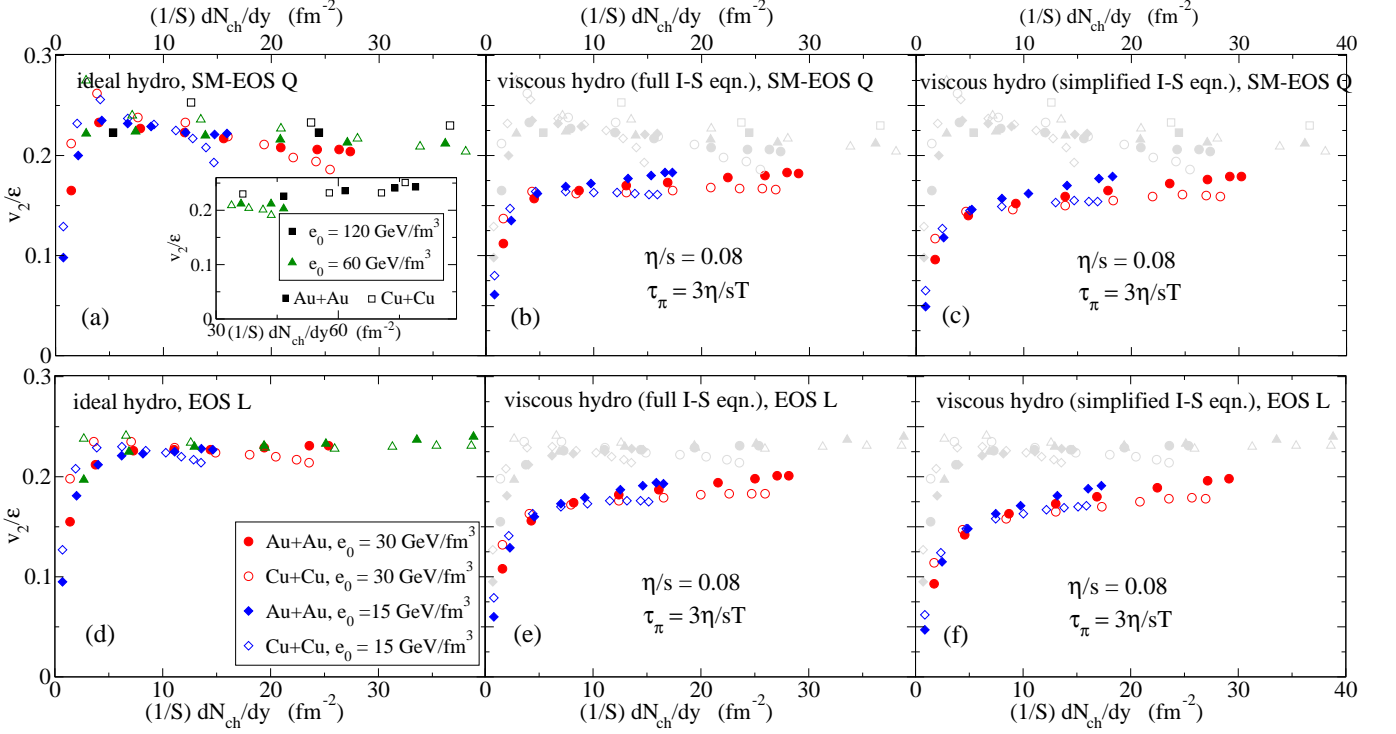 (1/S) dN_ch/dy (fm^-2) (1/S) dN_ch/dy (fm^-2) (1/S) dN_ch/dy (fm^-2)
0 10 20 30 0 10 20 30 0 10 20 30 40
0.3
0.2
0.1
0
v_2/ε
ideal hydro, SM-EOS Q
0.2
0.1
0
v_2/ε
e_0 = 120 GeV/fm^3
e_0 = 60 GeV/fm^3
Au+Au Cu+Cu
30 60
(1/S) dN_ch/dy (fm^-2)
(a)
viscous hydro (full I-S eqn.), SM-EOS Q
η/s = 0.08
τ_π = 3η/sT
(b)
viscous hydro (simplified I-S eqn.), SM-EOS Q
η/s = 0.08
τ_π = 3η/sT
(c)
0.3
0.2
0.1
0
v_2/ε
ideal hydro, EOS L
Au+Au, e_0 = 30 GeV/fm^3
Cu+Cu, e_0 = 30 GeV/fm^3
Au+Au, e_0 =15 GeV/fm^3
Cu+Cu, e_0 = 15 GeV/fm^3
(d)
viscous hydro (full I-S eqn.), EOS L
η/s = 0.08
τ_π = 3η/sT
(e)
viscous hydro (simplified I-S eqn.), EOS L
η/s = 0.08
τ_π = 3η/sT
(f)
0 10 20 30 0 10 20 30 0 10 20 30 40
(1/S) dN_ch/dy (fm^-2) (1/S) dN_ch/dy (fm^-2) (1/S) dN_ch/dy (fm^-2)